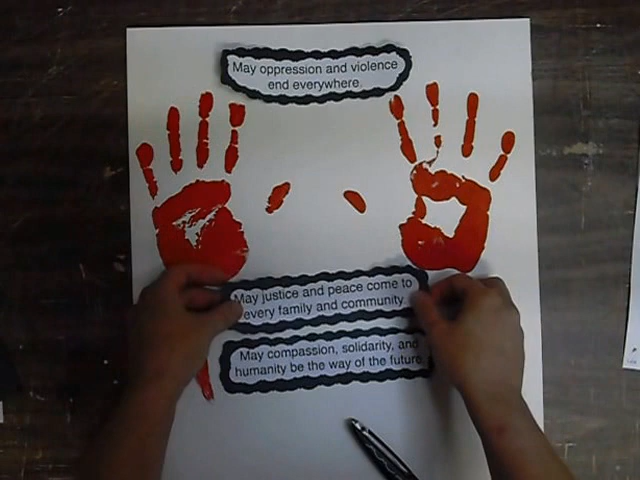 May oppression and violence
end everywhere.
May justice and peace come to
every family and community.
May compassion, solidarity, and
humanity be the way of the future